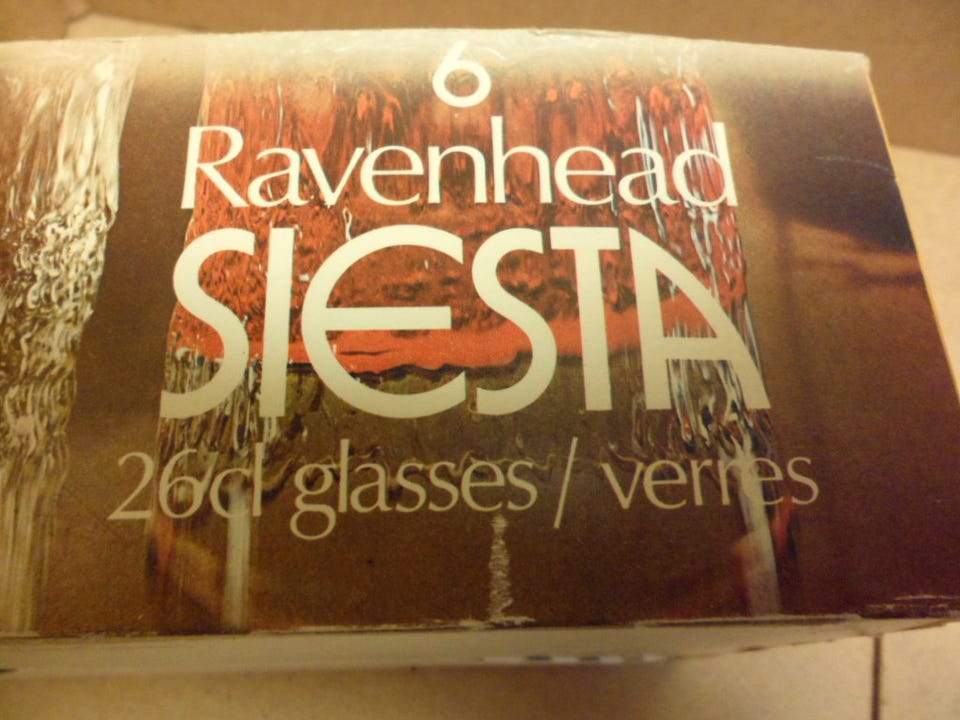 6
Ravenhead
SIESTA
26cl glasses / verres